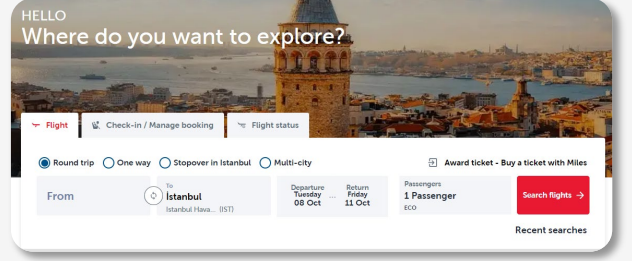 HELLO
Where do you want to explore?
Flight
Check-in / Manage booking
Flight status
Round trip
One way
Stopover in Istanbul
Multi-city
Award ticket - Buy a ticket with Miles
From
To
İstanbul
Istanbul Hava... (IST)
Departure
Tuesday
08 Oct
...
Return
Friday
11 Oct
Passengers
1 Passenger
ECO
Search flights →
Recent searches